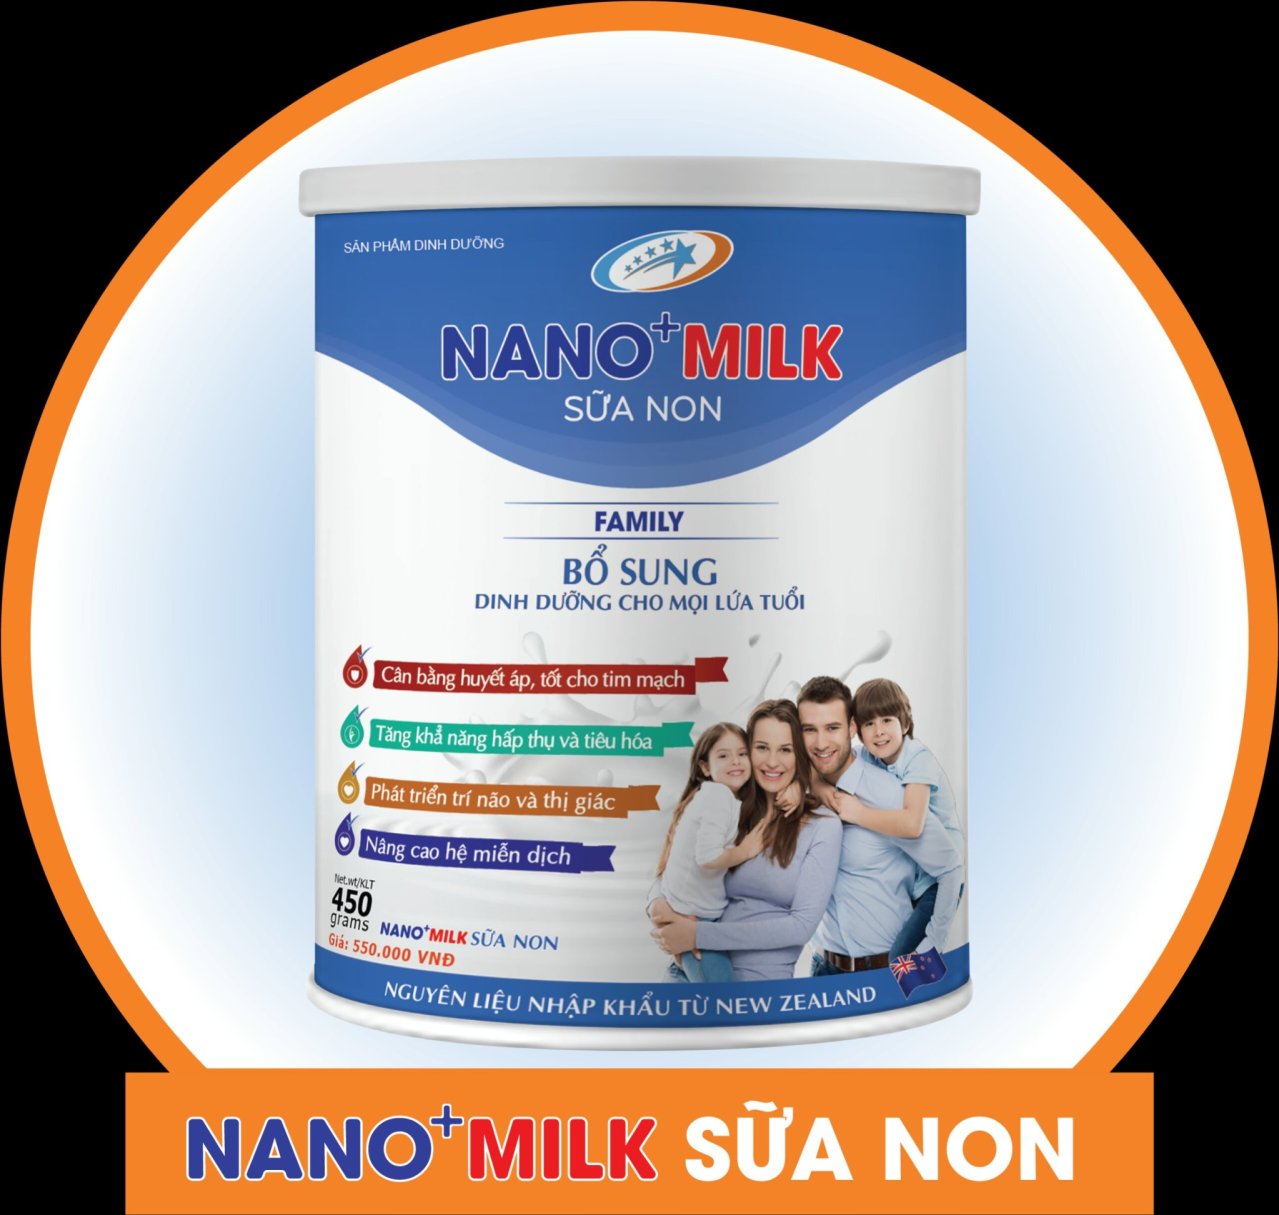 SẢN PHẨM DINH DƯỠNG
NANO+MILK
SỮA NON
FAMILY
BỔ SUNG
DINH DƯỠNG CHO MỌI LỨA TUỔI
Cân bằng huyết áp, tốt cho tim mạch
Tăng khả năng hấp thụ và tiêu hóa
Phát triển trí não và thị giác
Nâng cao hệ miễn dịch
Net.wt/KLT
450
grams
NANO+MILK SỮA NON
Giá: 550.000 VNĐ
NGUYÊN LIỆU NHẬP KHẨU TỪ NEW ZEALAND
NANO+MILK SỮA NON